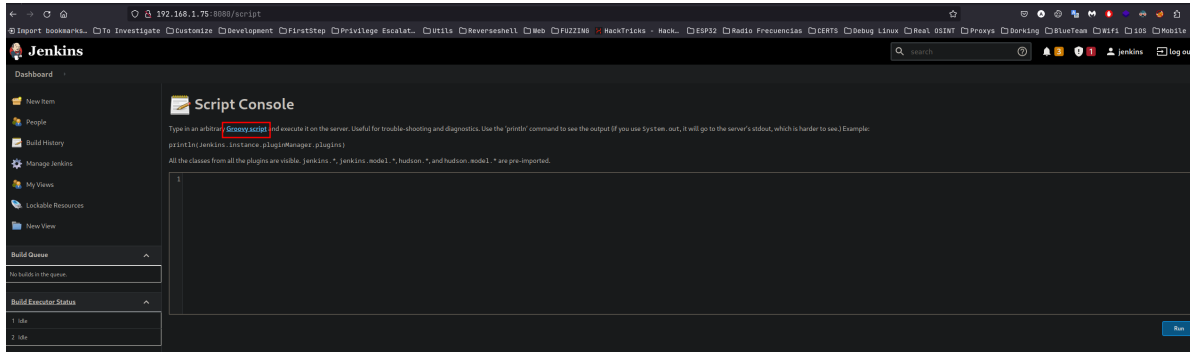 192.168.1.75:8080/script
Import bookmarks… To Investigate Customize Development FirstStep Privilege Escalat… Utils Reverseshell Web FUZZING HackTricks - Hack… ESP32 Radio Frecuencias CERTS Debug Linux Real OSINT Proxys Dorking BlueTeam Wifi iOS Mobile
Jenkins
search
3
1
jenkins
log ou
Dashboard
New Item
People
Build History
Manage Jenkins
My Views
Lockable Resources
New View
Build Queue
No builds in the queue.
Build Executor Status
1 Idle
2 Idle
Script Console
Type in an arbitrary Groovy script and execute it on the server. Useful for trouble-shooting and diagnostics. Use the 'println' command to see the output (if you use System.out, it will go to the server's stdout, which is harder to see.) Example:
println(Jenkins.instance.pluginManager.plugins)
All the classes from all the plugins are visible. jenkins.*, jenkins.model.*, hudson.*, and hudson.model.* are pre-imported.
1
Run